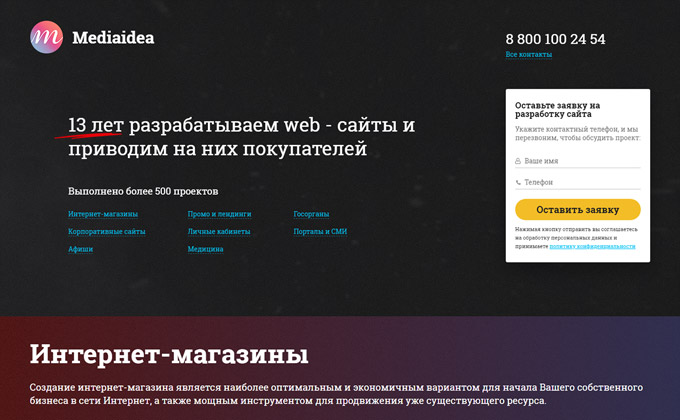 m Mediaidea
8 800 100 24 54
Все контакты
13 лет разрабатываем web - сайты и
приводим на них покупателей
Выполнено более 500 проектов
Интернет-магазины
Промо и лендинги
Госорганы
Корпоративные сайты
Личные кабинеты
Порталы и СМИ
Афиши
Медицина
Оставьте заявку на
разработку сайта
Укажите контактный телефон, и мы
перезвоним, чтобы обсудить проект:
Ваше имя
Телефон
Оставить заявку
Нажимая кнопку отправить вы соглашаетесь
на обработку персональных данных и
принимаете политику конфиденциальности
Интернет-магазины
Создание интернет-магазина является наиболее оптимальным и экономичным вариантом для начала Вашего собственного
бизнеса в сети Интернет, а также мощным инструментом для продвижения уже существующего ресурса.